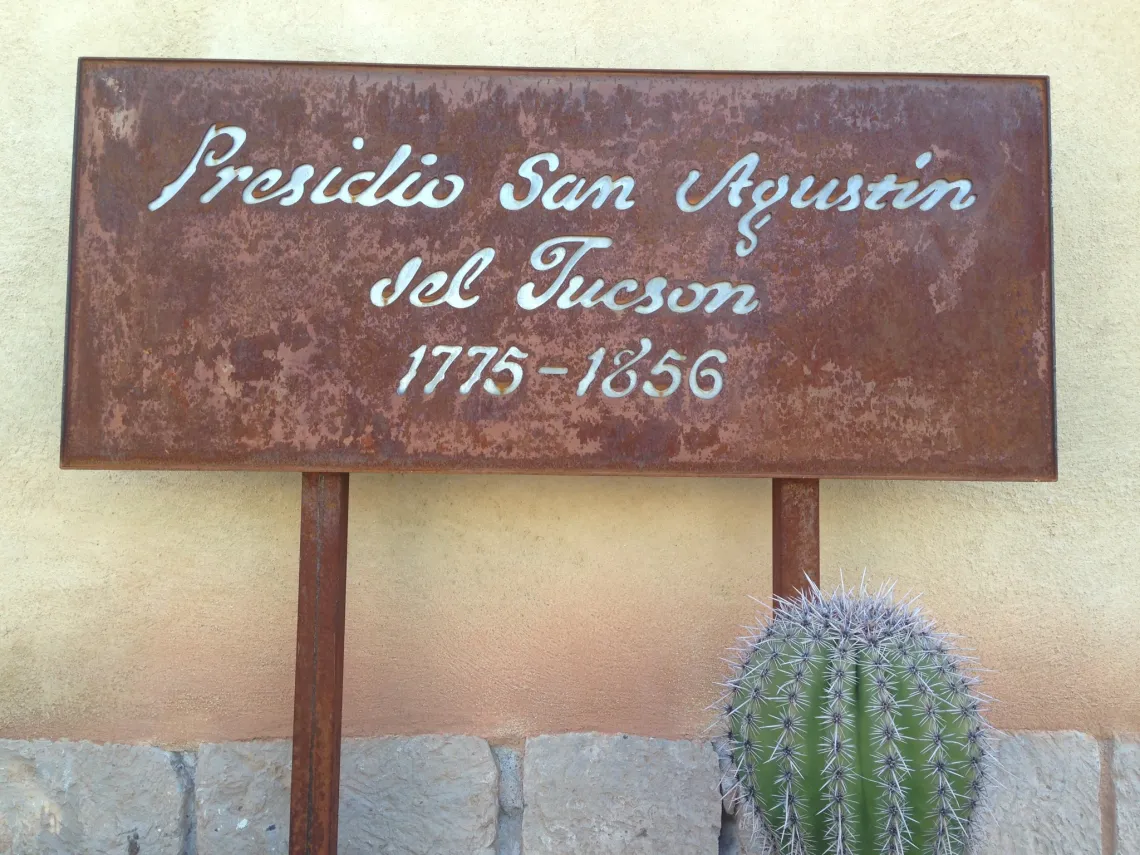 Presidio San Agustin
del Tucson
1775-1856